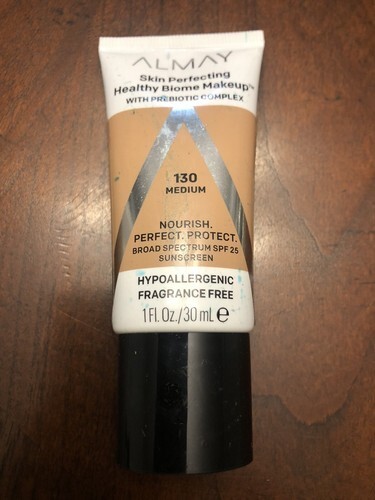 ALMAY
Skin Perfecting
Healthy Biome Makeup™
WITH PREBIOTIC COMPLEX
130
MEDIUM
NOURISH.
PERFECT. PROTECT.
BROAD SPECTRUM SPF 25
SUNSCREEN
HYPOALLERGENIC
FRAGRANCE FREE
1 Fl. Oz./30 mL ℮